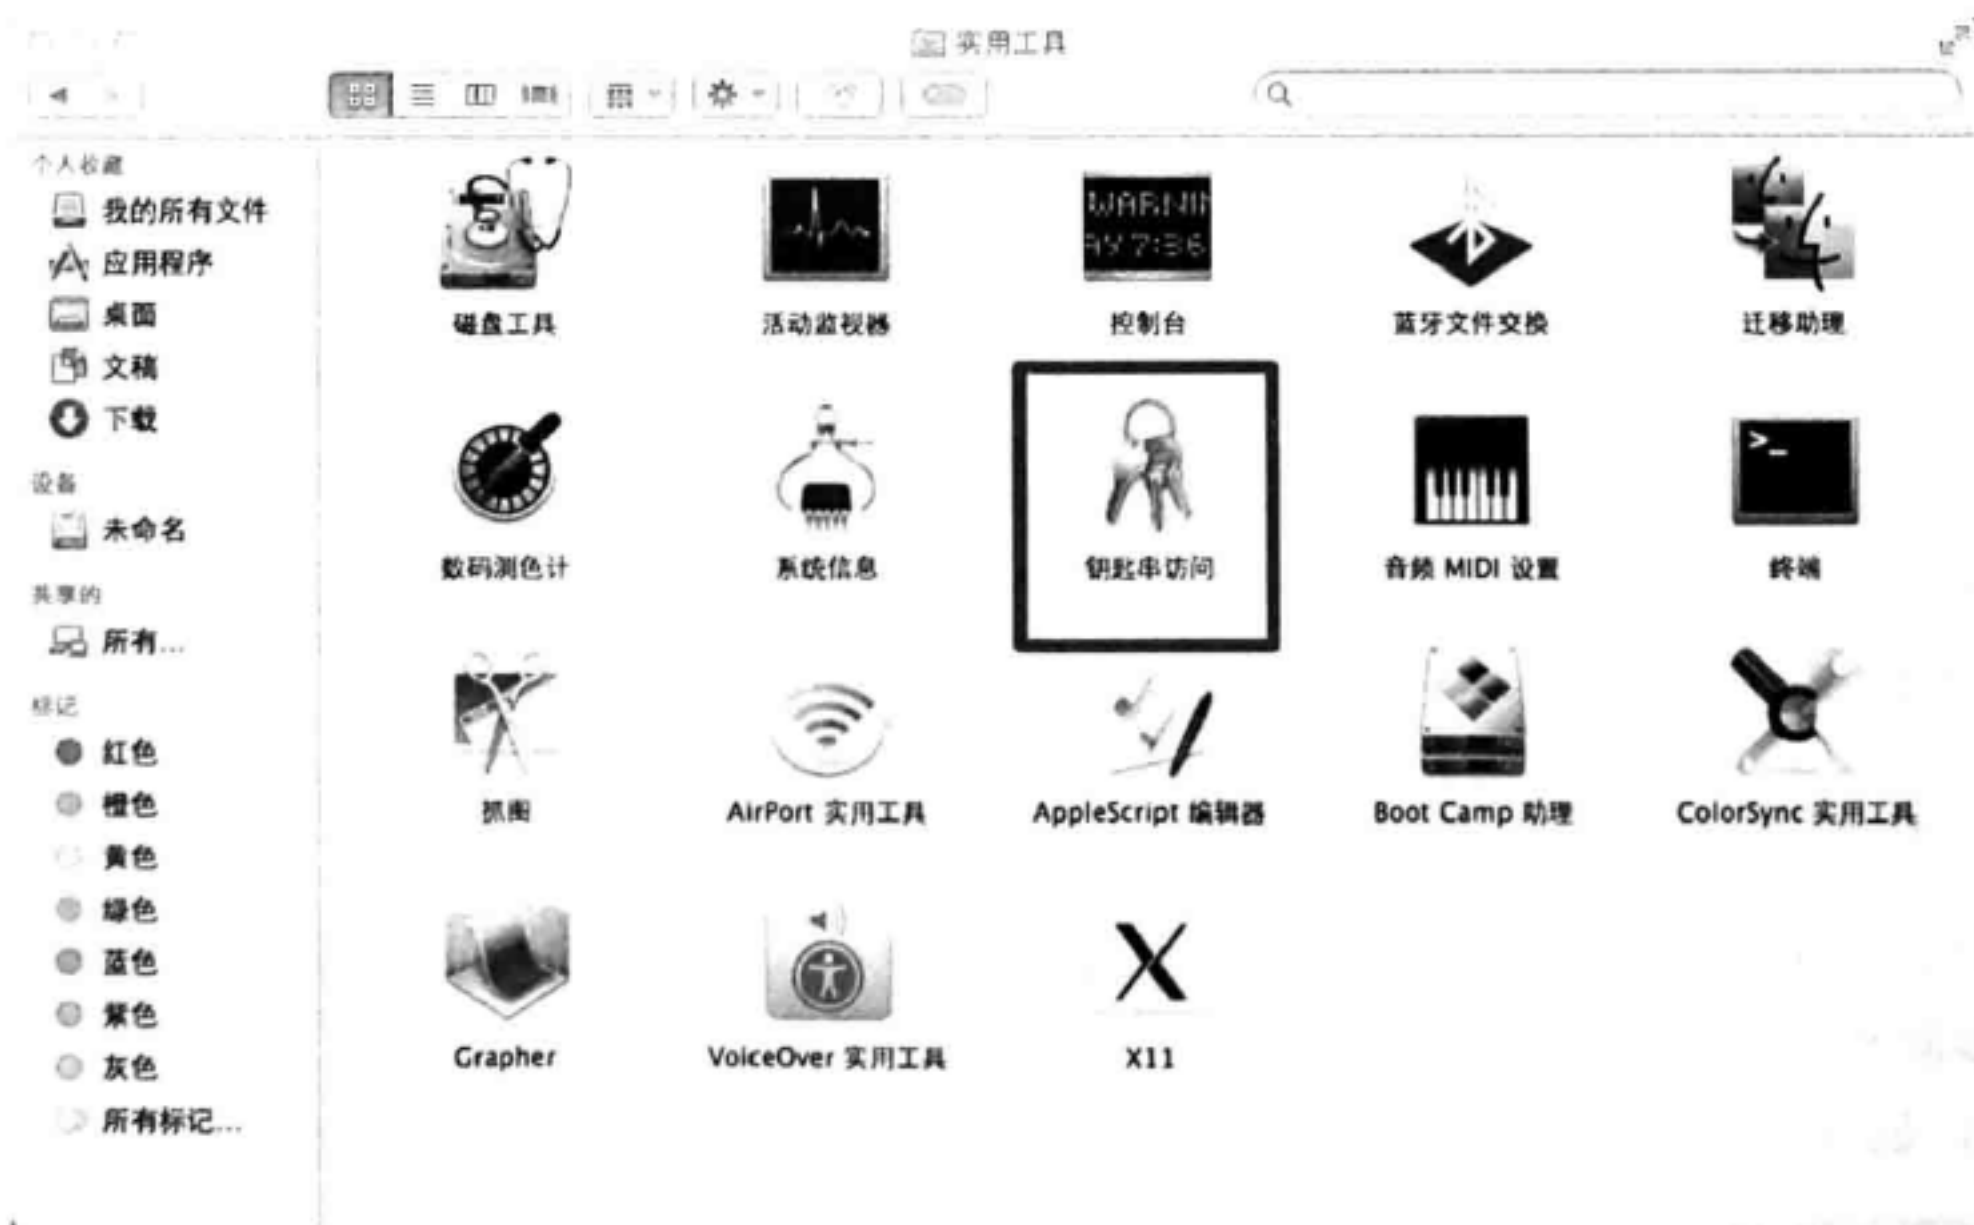 实用工具
个人收藏
我的所有文件
应用程序
桌面
文稿
下载
设备
未命名
共享的
所有...
标记
红色
橙色
黄色
绿色
蓝色
紫色
灰色
所有标记...
WARNIN
AY 7:36
磁盘工具
活动监视器
控制台
蓝牙文件交换
迁移助理
>_
数码测色计
系统信息
钥匙串访问
音频 MIDI 设置
终端
抓图
AirPort 实用工具
AppleScript 编辑器
Boot Camp 助理
ColorSync 实用工具
Grapher
VoiceOver 实用工具
X11